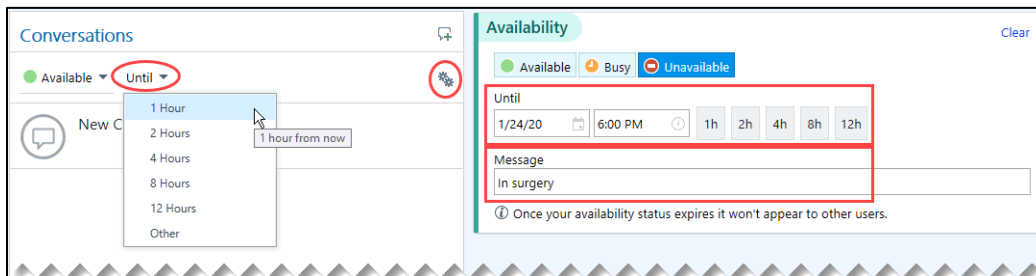 Conversations
Available Until
1 Hour
1 hour from now
New C
2 Hours
4 Hours
8 Hours
12 Hours
Other
Availability
Clear
Available Busy Unavailable
Until
1/24/20 6:00 PM 1h 2h 4h 8h 12h
Message
In surgery
Once your availability status expires it won't appear to other users.